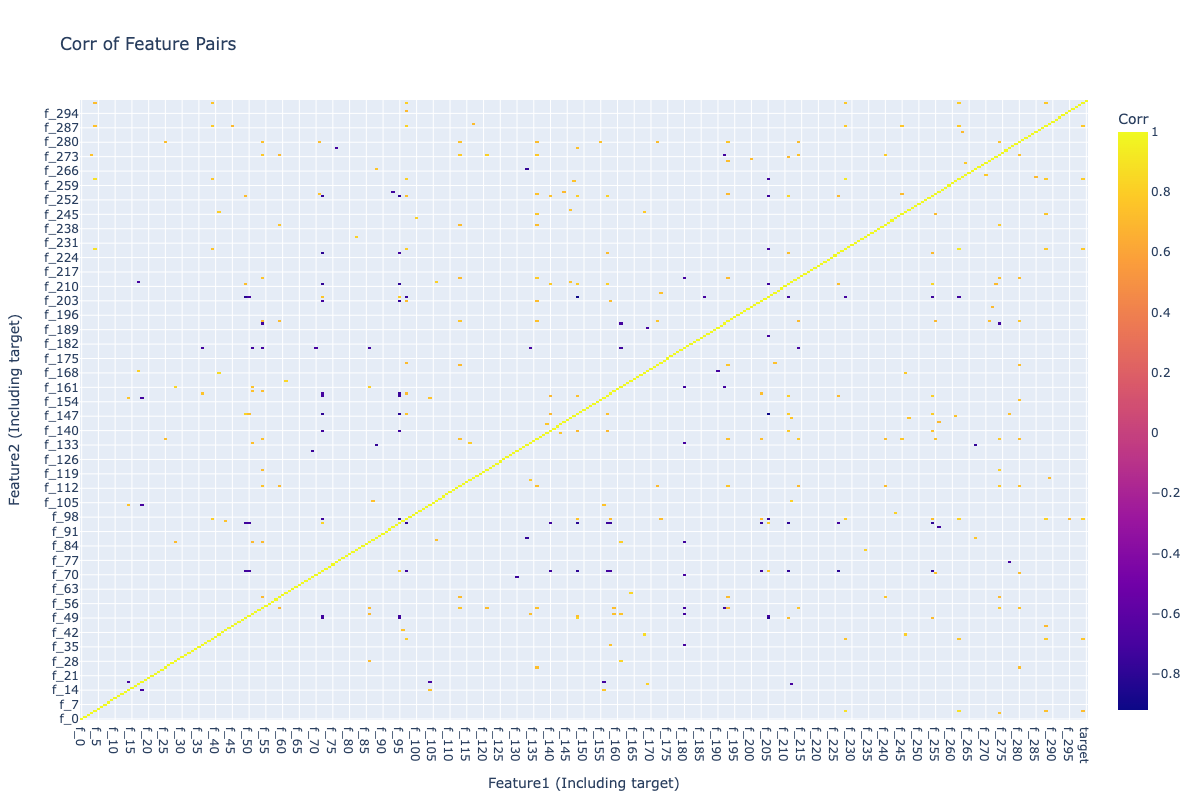 Corr of Feature Pairs
f_294
f_287
f_280
f_273
f_266
f_259
f_252
f_245
f_238
f_231
f_224
f_217
f_210
f_203
f_196
f_189
f_182
f_175
f_168
f_161
f_154
f_147
f_140
f_133
f_126
f_119
f_112
f_105
f_98
f_91
f_84
f_77
f_70
f_63
f_56
f_49
f_42
f_35
f_28
f_21
f_14
f_7
f_0
Feature2 (Including target)
f_0
f_5
f_10
f_15
f_20
f_25
f_30
f_35
f_40
f_45
f_50
f_55
f_60
f_65
f_70
f_75
f_80
f_85
f_90
f_95
f_100
f_105
f_110
f_115
f_120
f_125
f_130
f_135
f_140
f_145
f_150
f_155
f_160
f_165
f_170
f_175
f_180
f_185
f_190
f_195
f_200
f_205
f_210
f_215
f_220
f_225
f_230
f_235
f_240
f_245
f_250
f_255
f_260
f_265
f_270
f_275
f_280
f_285
f_290
f_295
target
Feature1 (Including target)
Corr
1
0.8
0.6
0.4
0.2
0
−0.2
−0.4
−0.6
−0.8